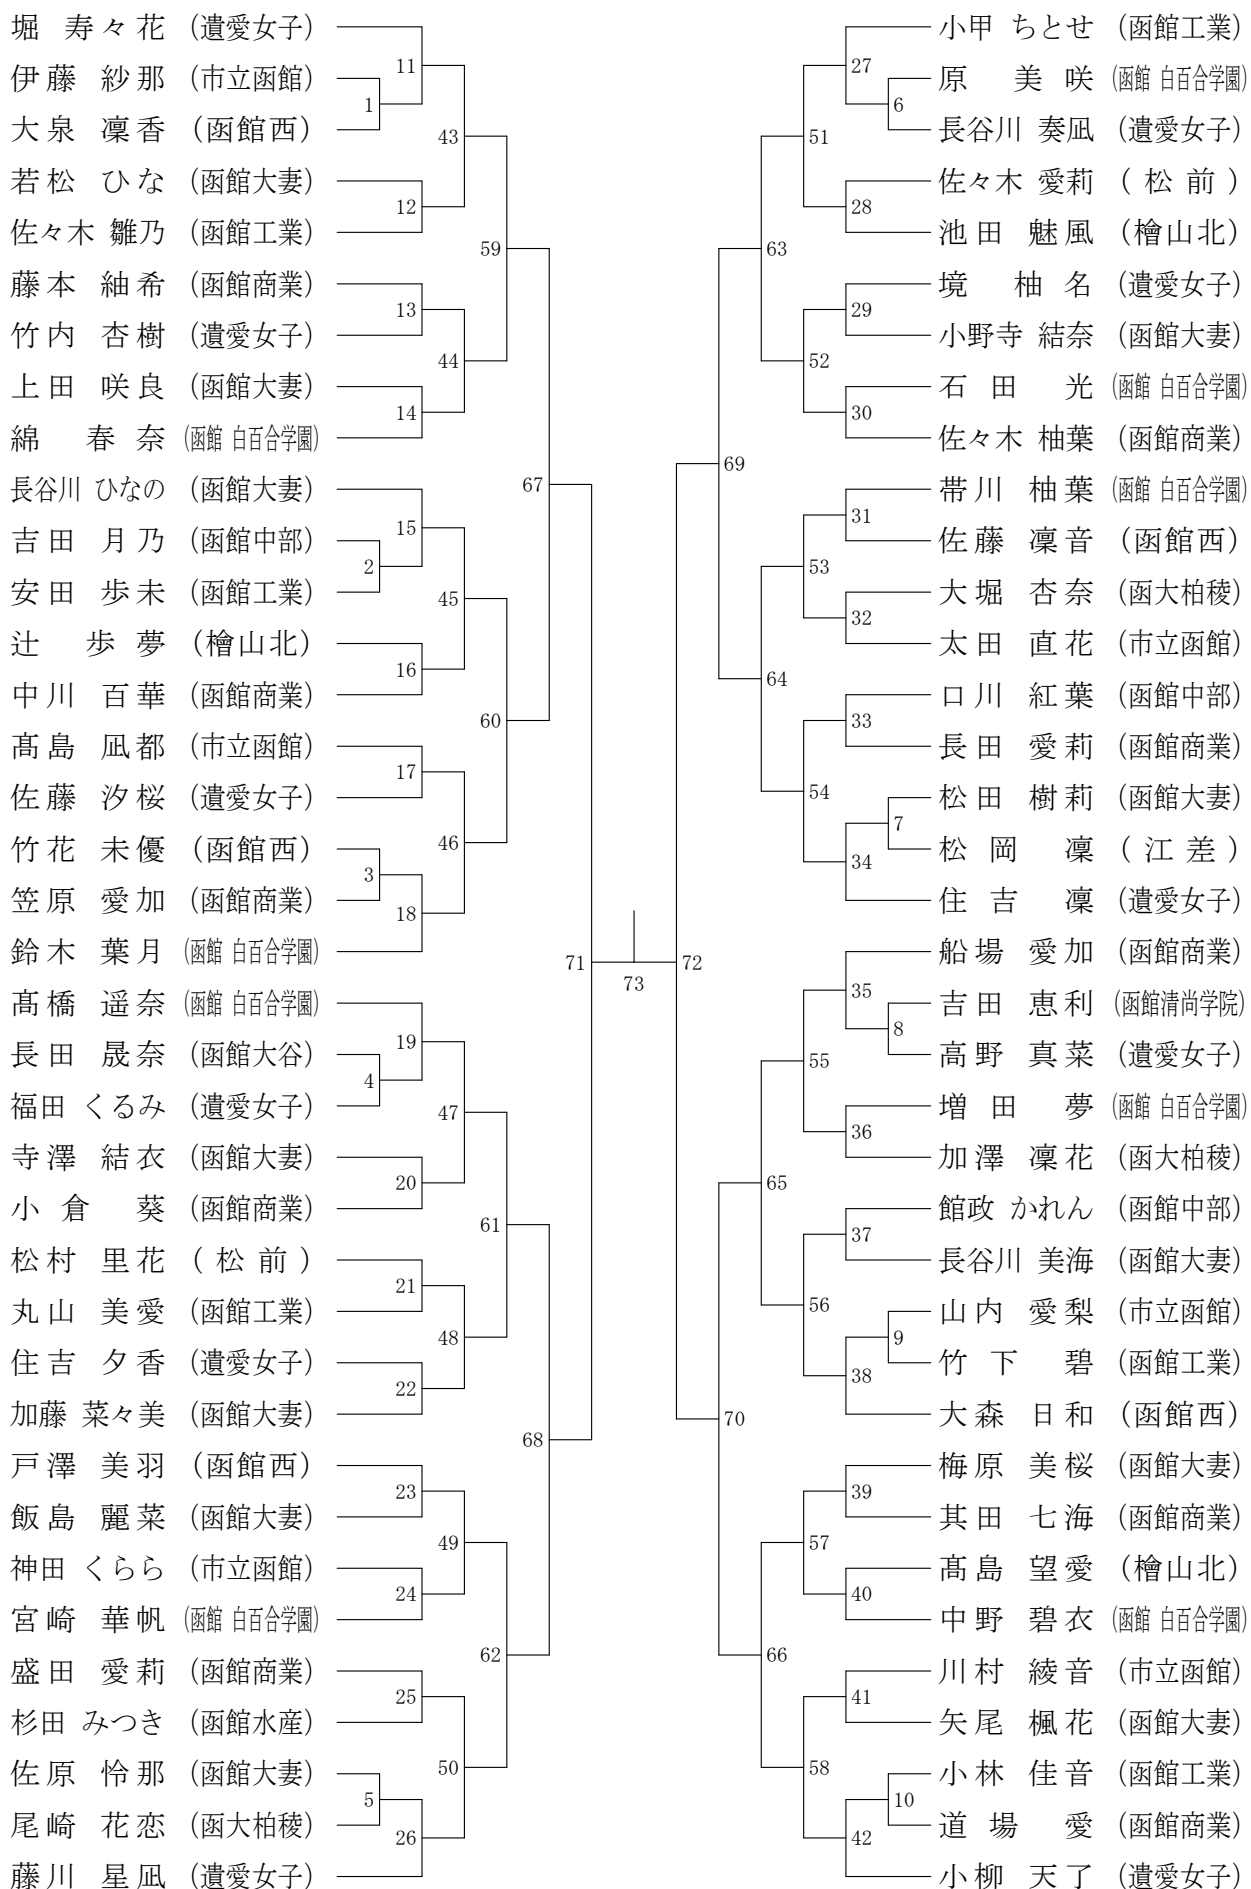 堀 寿々花 (遺愛女子)
伊藤 紗那 (市立函館)
大泉 凜香 (函館西)
若松 ひな (函館大妻)
佐々木 雛乃 (函館工業)
藤本 紬希 (函館商業)
竹内 杏樹 (遺愛女子)
上田 咲良 (函館大妻)
綿 春奈 (函館 白百合学園)
長谷川 ひなの (函館大妻)
吉田 月乃 (函館中部)
安田 歩未 (函館工業)
辻 歩夢 (檜山北)
中川 百華 (函館商業)
髙島 凪都 (市立函館)
佐藤 汐桜 (遺愛女子)
竹花 未優 (函館西)
笠原 愛加 (函館商業)
鈴木 葉月 (函館 白百合学園)
髙橋 遥奈 (函館 白百合学園)
長田 晟奈 (函館大谷)
福田 くるみ (遺愛女子)
寺澤 結衣 (函館大妻)
小倉 葵 (函館商業)
松村 里花 (松前)
丸山 美愛 (函館工業)
住吉 夕香 (遺愛女子)
加藤 菜々美 (函館大妻)
戸澤 美羽 (函館西)
飯島 麗菜 (函館大妻)
神田 くらら (市立函館)
宮崎 華帆 (函館 白百合学園)
盛田 愛莉 (函館商業)
杉田 みつき (函館水産)
佐原 怜那 (函館大妻)
尾崎 花恋 (函大柏稜)
藤川 星凪 (遺愛女子)
1
2
3
4
5
11
12
13
14
15
16
17
18
19
20
21
22
23
24
25
26
43
44
45
46
47
48
49
50
59
60
61
62
67
68
71
73
72
69
70
63
64
65
66
51
52
53
54
55
56
57
58
27
28
29
30
31
32
33
34
35
36
37
38
39
40
41
42
6
7
8
9
10
小甲 ちとせ (函館工業)
原 美咲 (函館 白百合学園)
長谷川 奏凪 (遺愛女子)
佐々木 愛莉 (松前)
池田 魅風 (檜山北)
境 柚名 (遺愛女子)
小野寺 結奈 (函館大妻)
石田 光 (函館 白百合学園)
佐々木 柚葉 (函館商業)
帯川 柚葉 (函館 白百合学園)
佐藤 凜音 (函館西)
大堀 杏奈 (函大柏稜)
太田 直花 (市立函館)
口川 紅葉 (函館中部)
長田 愛莉 (函館商業)
松田 樹莉 (函館大妻)
松岡 凜 (江差)
住吉 凜 (遺愛女子)
船場 愛加 (函館商業)
吉田 恵利 (函館清尚学院)
高野 真菜 (遺愛女子)
増田 夢 (函館 白百合学園)
加澤 凜花 (函大柏稜)
館政 かれん (函館中部)
長谷川 美海 (函館大妻)
山内 愛梨 (市立函館)
竹下 碧 (函館工業)
大森 日和 (函館西)
梅原 美桜 (函館大妻)
其田 七海 (函館商業)
髙島 望愛 (檜山北)
中野 碧衣 (函館 白百合学園)
川村 綾音 (市立函館)
矢尾 楓花 (函館大妻)
小林 佳音 (函館工業)
道場 愛 (函館商業)
小柳 天了 (遺愛女子)